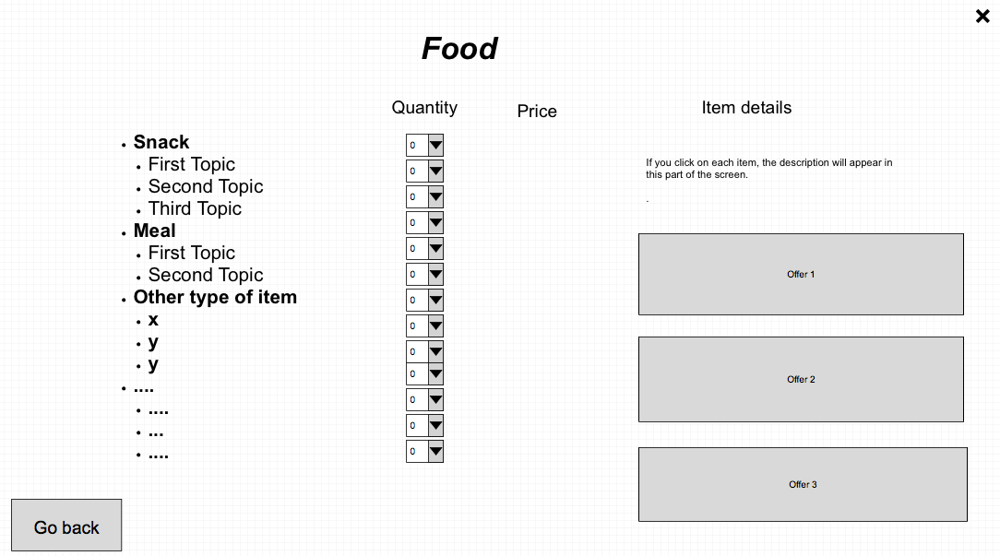 ×
Food
Quantity
Price
Item details
• Snack
• First Topic
• Second Topic
• Third Topic
• Meal
• First Topic
• Second Topic
• Other type of item
• x
• y
• y
• ....
• ....
• ...
• ....
0
0
0
0
0
0
0
0
0
0
0
0
0
If you click on each item, the description will appear in
this part of the screen.
.
Offer 1
Offer 2
Offer 3
Go back